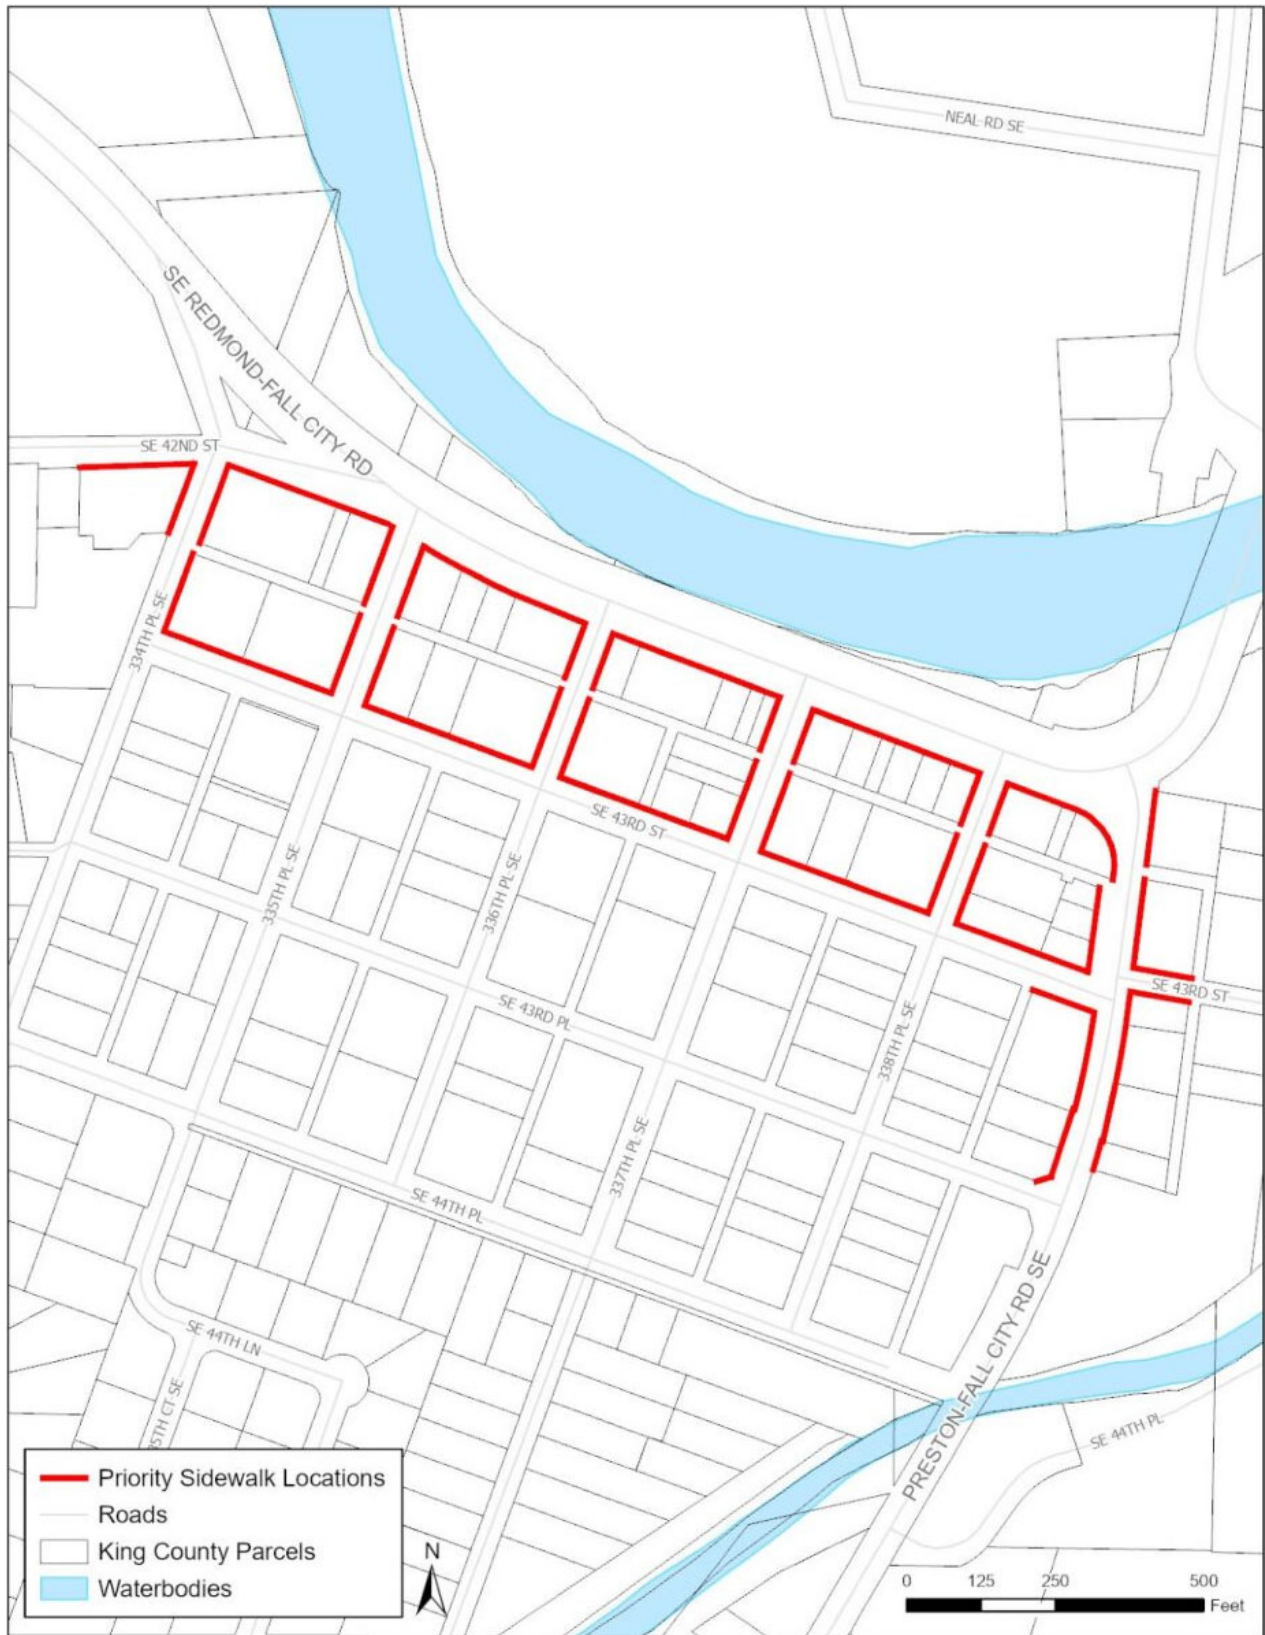 NEAL RD SE
SE REDMOND-FALL CITY RD
SE 42ND ST
334TH PL SE
SE 43RD ST
335TH PL SE
336TH PL SE
SE 43RD ST
SE 43RD PL
338TH PL SE
337TH PL SE
SE 44TH PL
SE 44TH LN
PRESTON-FALL CITY RD SE
35TH CT SE
SE 44TH PL
Priority Sidewalk Locations
Roads
King County Parcels
Waterbodies
N
0 125 250 500
Feet